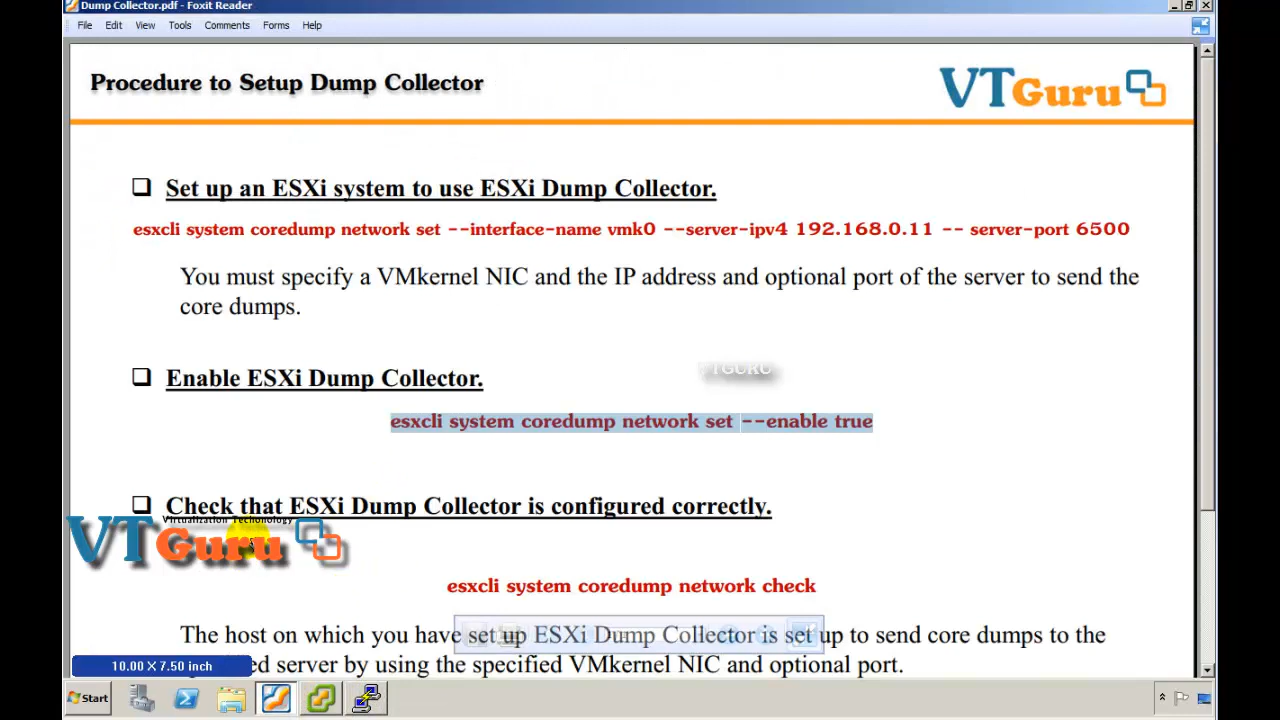 Dump Collector.pdf - Foxit Reader
File Edit View Tools Comments Forms Help
Procedure to Setup Dump Collector
VTGuru
❑ Set up an ESXi system to use ESXi Dump Collector.
esxcli system coredump network set --interface-name vmk0 --server-ipv4 192.168.0.11 -- server-port 6500
You must specify a VMkernel NIC and the IP address and optional port of the server to send the
core dumps.
VTGURU
❑ Enable ESXi Dump Collector.
esxcli system coredump network set --enable true
❑ Check that ESXi Dump Collector is configured correctly.
Virtualization Techonology
VTGuru
esxcli system coredump network check
The host on which you have set up ESXi Dump Collector is set up to send core dumps to the
server by using the specified VMkernel NIC and optional port.
10.00 X 7.50 inch
Start